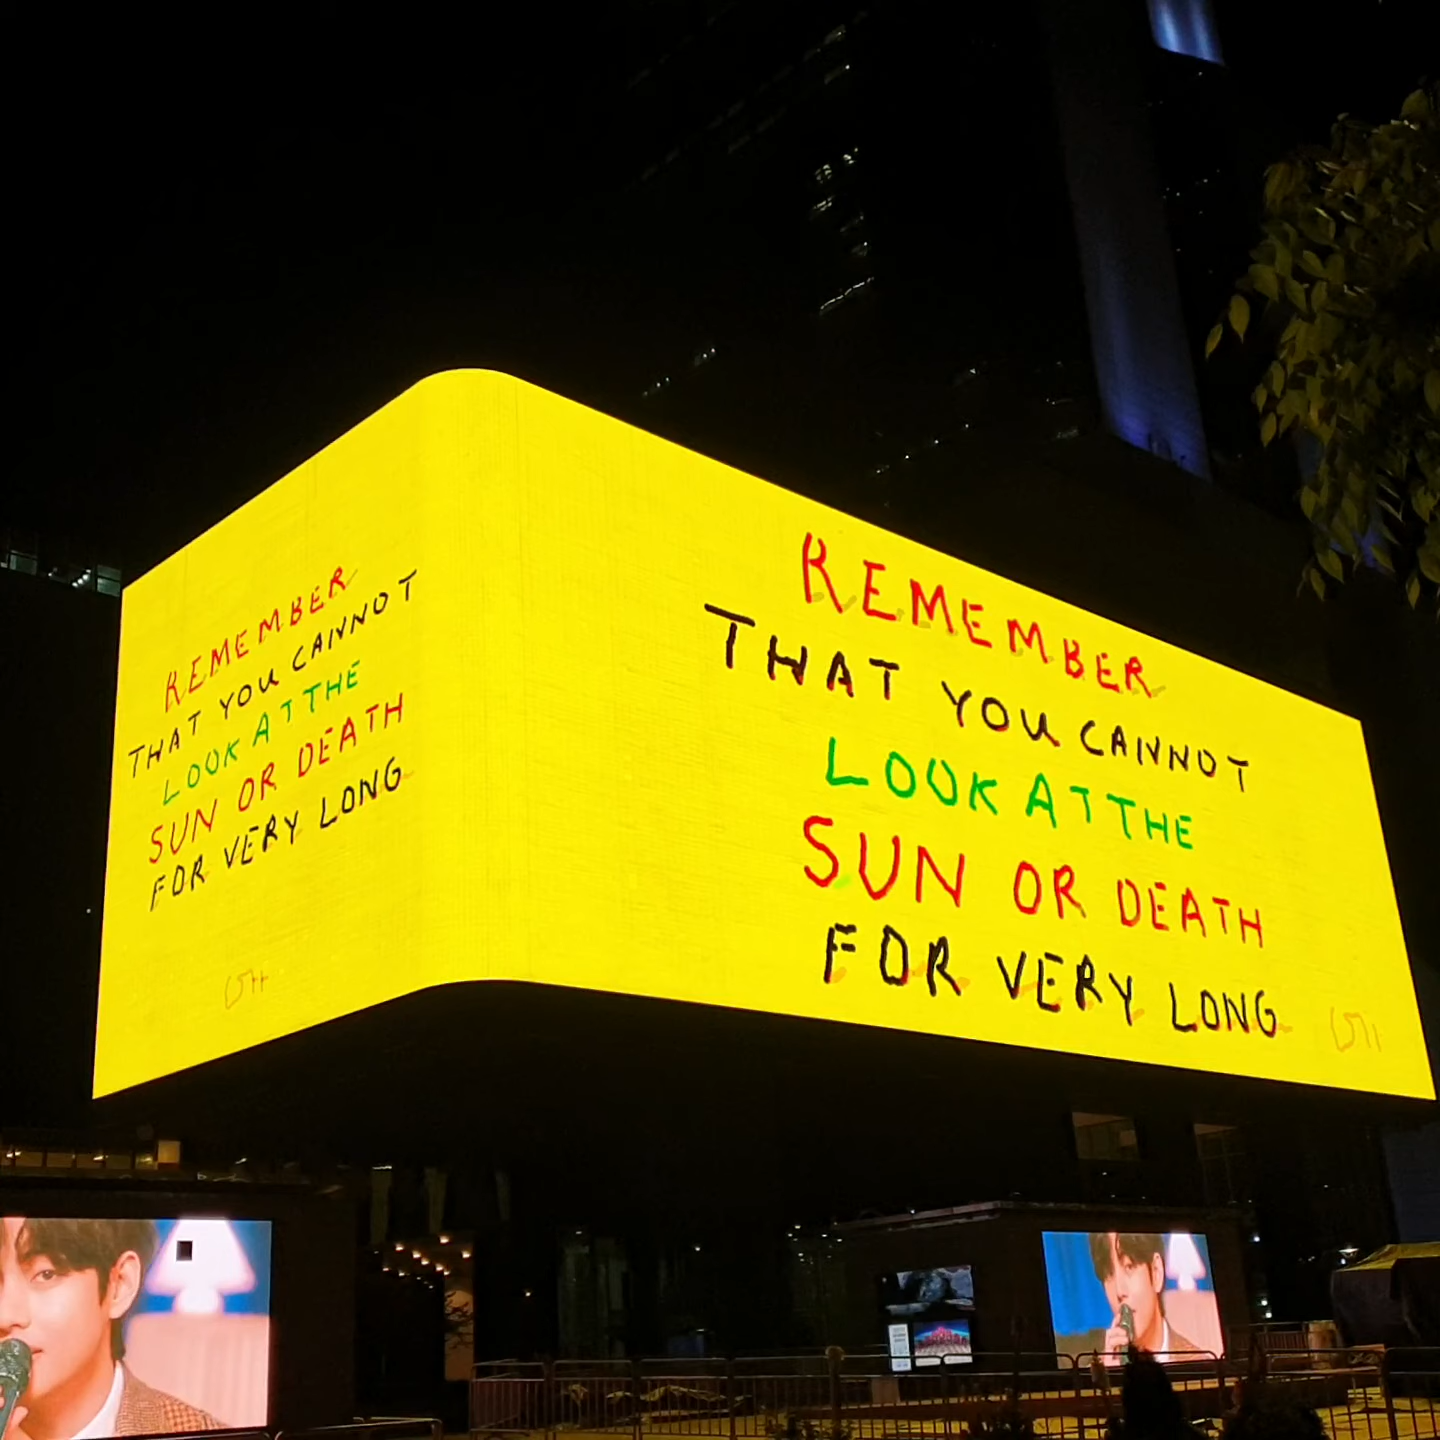 REMEMBER
THAT YOU CANNOT
LOOK AT THE
SUN OR DEATH
FOR VERY LONG
REMEMBER
THAT YOU CANNOT
LOOK AT THE
SUN OR DEATH
FOR VERY LONG